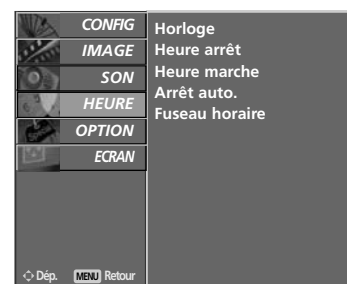 CONFIG
IMAGE
SON
HEURE
OPTION
ECRAN
Horloge
Heure arrêt
Heure marche
Arrêt auto.
Fuseau horaire
Dép. MENU Retour